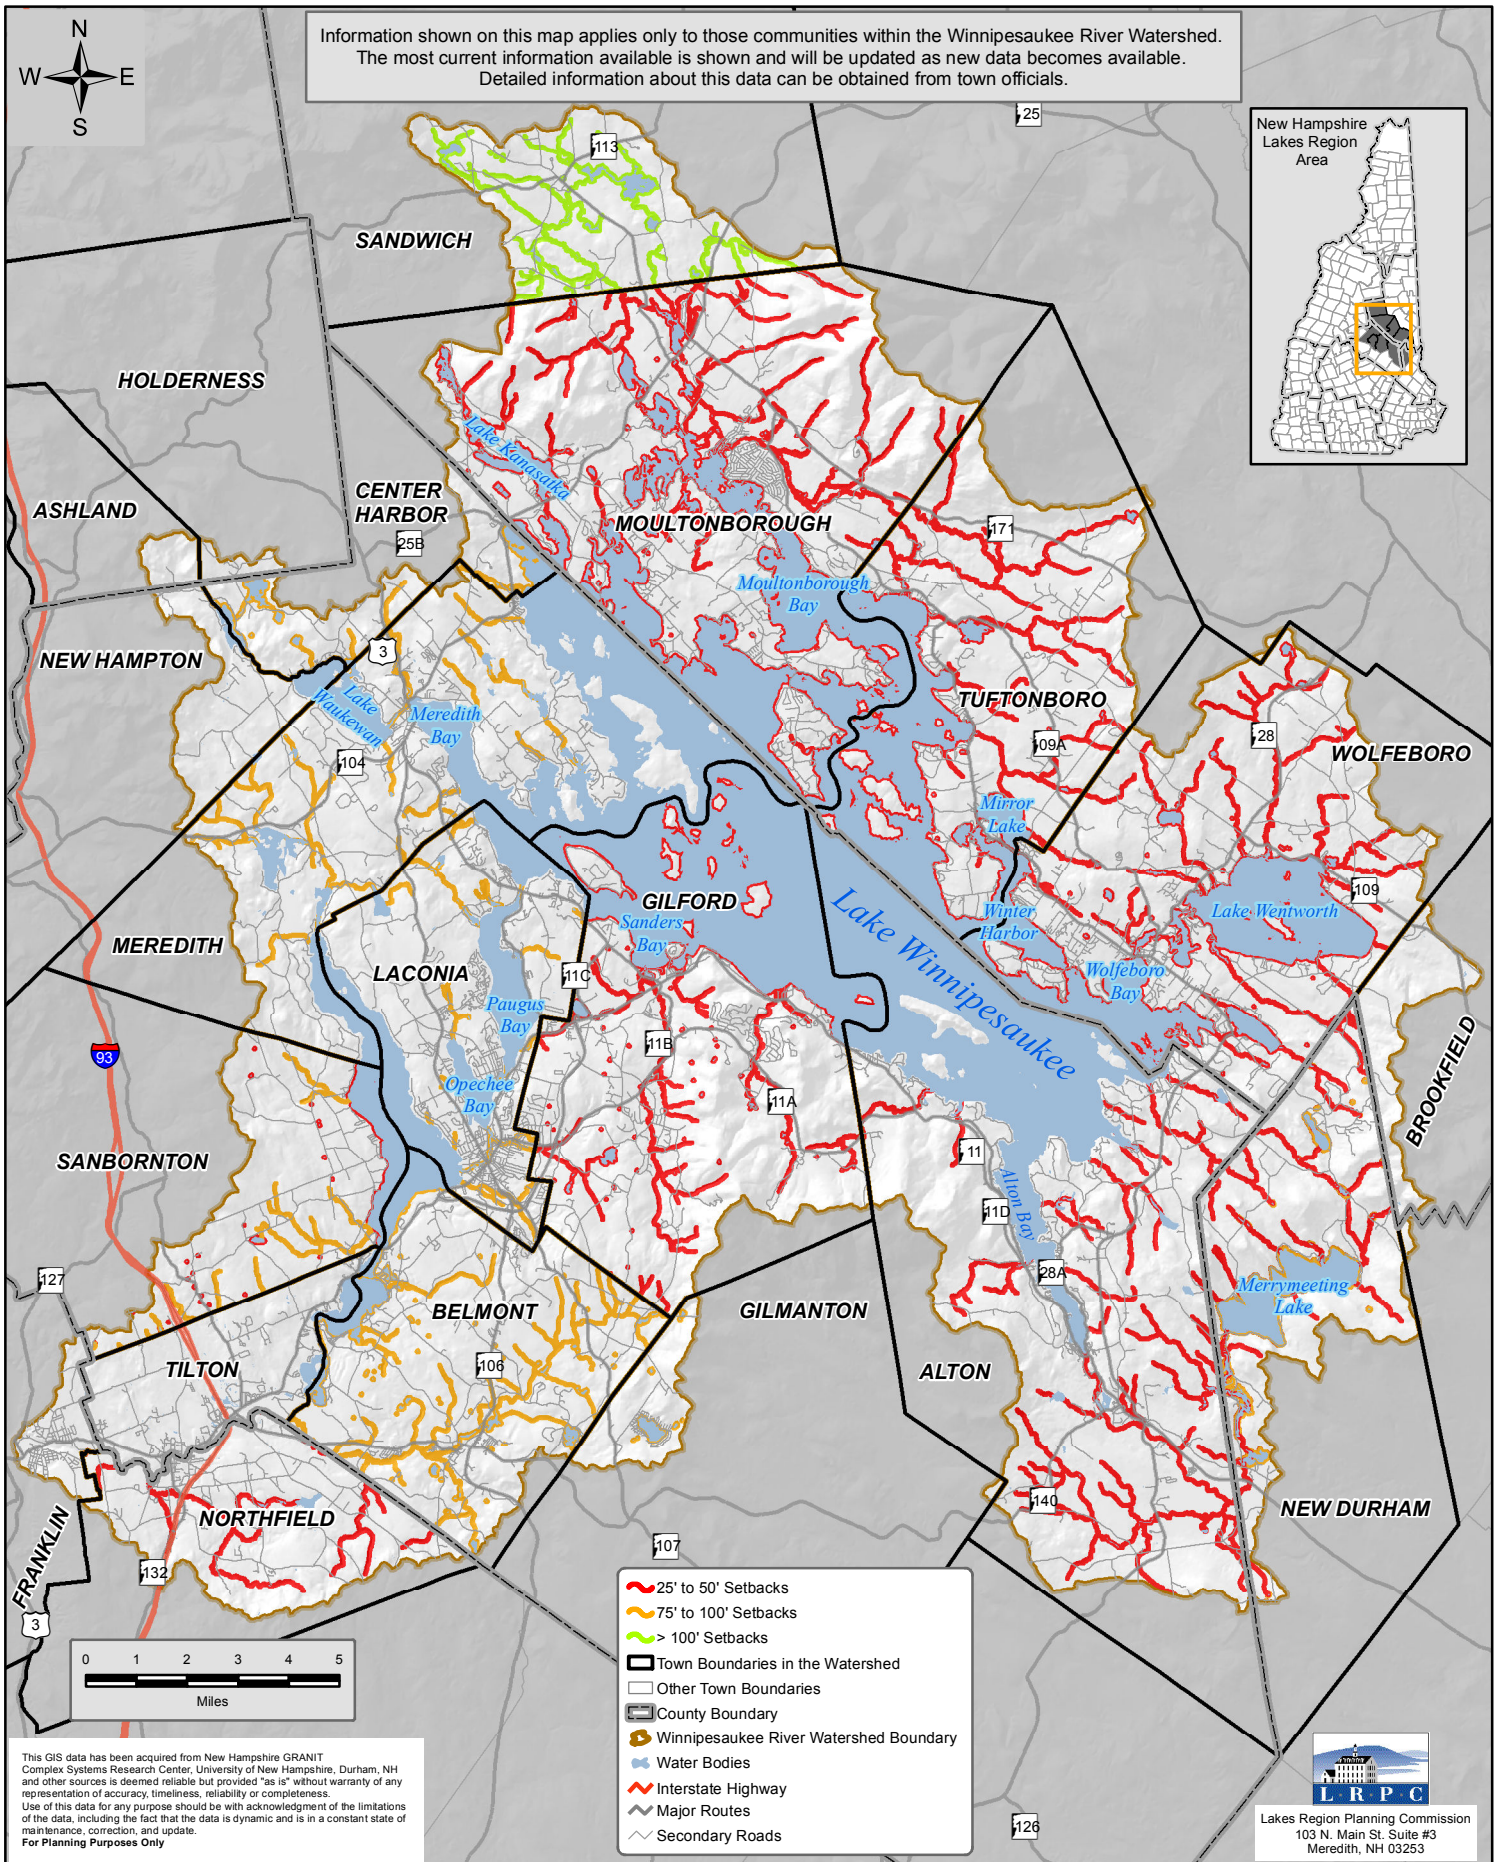 Information shown on this map applies only to those communities within the Winnipesaukee River Watershed.
The most current information available is shown and will be updated as new data becomes available.
Detailed information about this data can be obtained from town officials.
N
W E
S
25
New Hampshire
Lakes Region
Area
113
SANDWICH
HOLDERNESS
Lake Kanasatka
CENTER
HARBOR
ASHLAND
25B
MOULTONBOROUGH
171
Moultonborough
Bay
3
NEW HAMPTON
Lake
Waukewan
Meredith
Bay
TUFTONBORO
28
109A
WOLFEBORO
104
Mirror
Lake
109
GILFORD
Sanders
Bay
Lake Winnipesaukee
Winter
Harbor
Lake Wentworth
MEREDITH
LACONIA
11C
Wolfeboro
Bay
Paugus
Bay
93
11B
Opechee
Bay
11A
BROOKFIELD
SANBORNTON
11
Alton Bay
11D
127
28A
Merrymeeting
Lake
BELMONT
GILMANTON
TILTON
106
ALTON
140
NEW DURHAM
NORTHFIELD
FRANKLIN
107
132
3
25' to 50' Setbacks
75' to 100' Setbacks
> 100' Setbacks
Town Boundaries in the Watershed
Other Town Boundaries
County Boundary
Winnipesaukee River Watershed Boundary
Water Bodies
Interstate Highway
Major Routes
Secondary Roads
0 1 2 3 4 5
Miles
This GIS data has been acquired from New Hampshire GRANIT
Complex Systems Research Center, University of New Hampshire, Durham, NH
and other sources is deemed reliable but provided "as is" without warranty of any
representation of accuracy, timeliness, reliability or completeness.
Use of this data for any purpose should be with acknowledgment of the limitations
of the data, including the fact that the data is dynamic and is in a constant state of
maintenance, correction, and update.
For Planning Purposes Only
126
L R P C
Lakes Region Planning Commission
103 N. Main St. Suite #3
Meredith, NH 03253